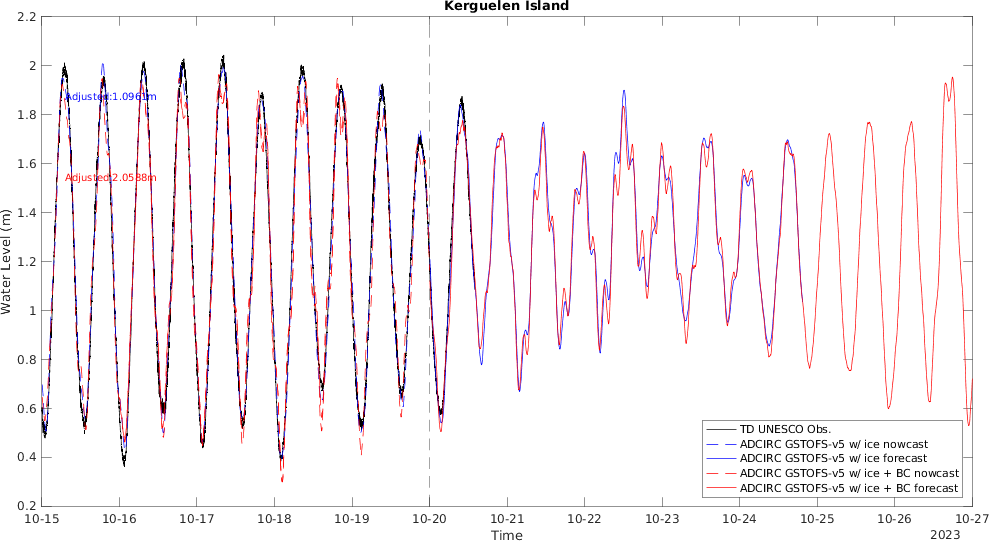 Kerguelen Island
2.2
2
1.8
1.6
1.4
1.2
1
0.8
0.6
0.4
0.2
Water Level (m)
Adjusted:1.0961m
Adjusted:2.0588m
TD UNESCO Obs.
ADCIRC GSTOFS-v5 w/ ice nowcast
ADCIRC GSTOFS-v5 w/ ice forecast
ADCIRC GSTOFS-v5 w/ ice + BC nowcast
ADCIRC GSTOFS-v5 w/ ice + BC forecast
10-15 10-16 10-17 10-18 10-19 10-20 10-21 10-22 10-23 10-24 10-25 10-26 10-27
Time
2023